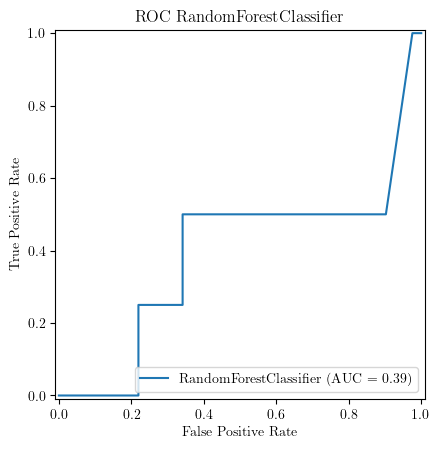 ROC RandomForestClassifier
1.0
0.8
0.6
0.4
0.2
0.0
True Positive Rate
RandomForestClassifier (AUC = 0.39)
0.0 0.2 0.4 0.6 0.8 1.0
False Positive Rate